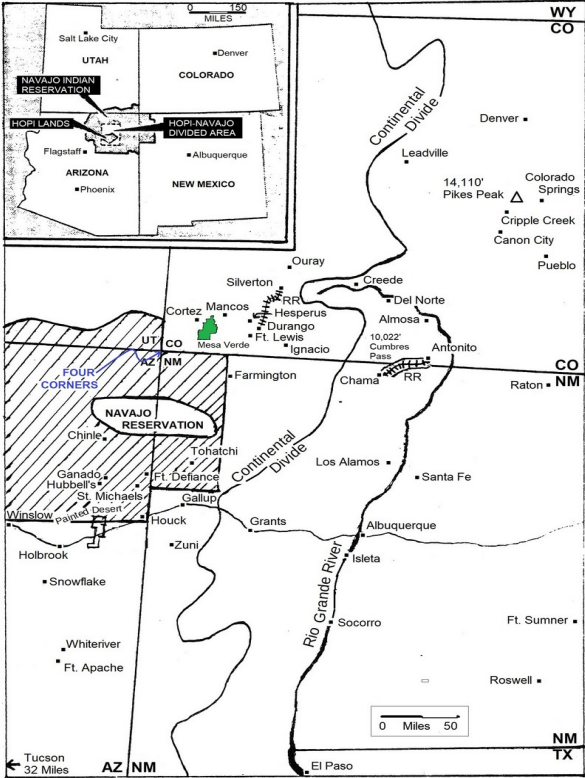 0 150
MILES
Salt Lake City
UTAH
Denver
COLORADO
NAVAJO INDIAN
RESERVATION
HOPI LANDS
HOPI-NAVAJO
DIVIDED AREA
Flagstaff
Albuquerque
ARIZONA
Phoenix
NEW MEXICO
WY
CO
Continental
Divide
Denver
Leadville
14,110'
Pikes Peak
Colorado
Springs
Cripple Creek
Canon City
Pueblo
Ouray
Silverton
Creede
RR
Del Norte
Cortez
Mancos
Hesperus
Durango
Almosa
Ft. Lewis
Mesa Verde
Ignacio
10,022'
Cumbres
Pass
Antonito
UT CO
AZ NM
FOUR
CORNERS
Farmington
Chama
RR
CO
NM
Raton
NAVAJO
RESERVATION
Chinle
Tohatchi
Continental
Divide
Los Alamos
Santa Fe
Ganado
Hubbell's
Ft. Defiance
St. Michaels
Gallup
Winslow
Painted Desert
Houck
Grants
Albuquerque
Holbrook
Zuni
Isleta
Rio Grande River
Snowflake
Socorro
Ft. Sumner
Whiteriver
Ft. Apache
Roswell
0 Miles 50
Tucson
32 Miles
AZ NM
El Paso
NM
TX